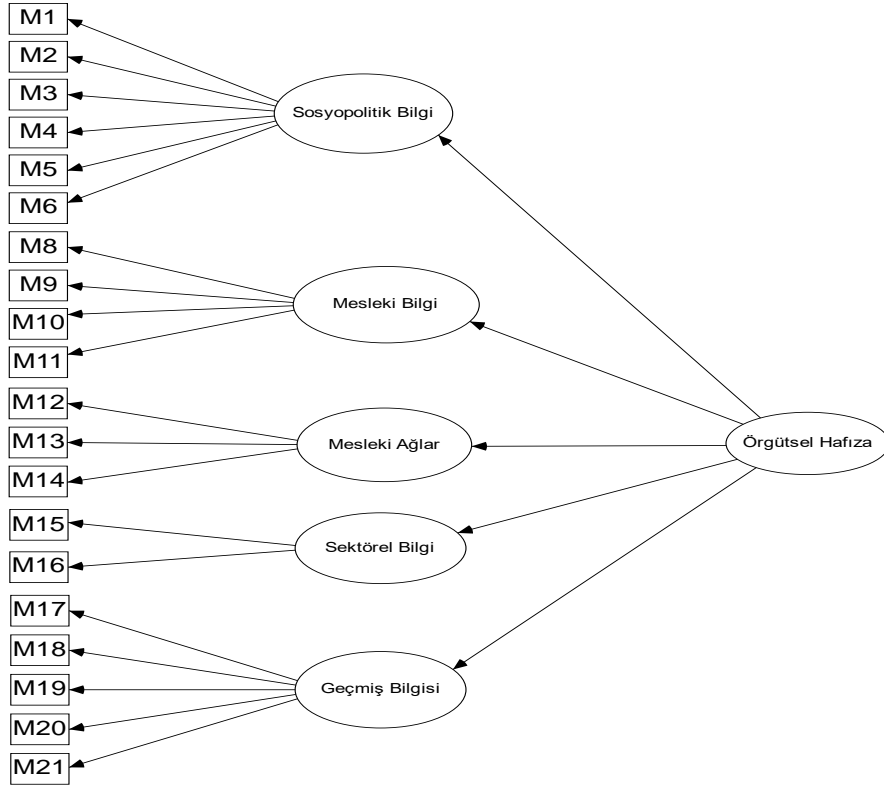 M1
M2
M3
M4
M5
M6
Sosyopolitik Bilgi
M8
M9
M10
M11
Mesleki Bilgi
M12
M13
M14
Mesleki Ağlar
Örgütsel Hafıza
M15
M16
Sektörel Bilgi
M17
M18
M19
M20
M21
Geçmiş Bilgisi